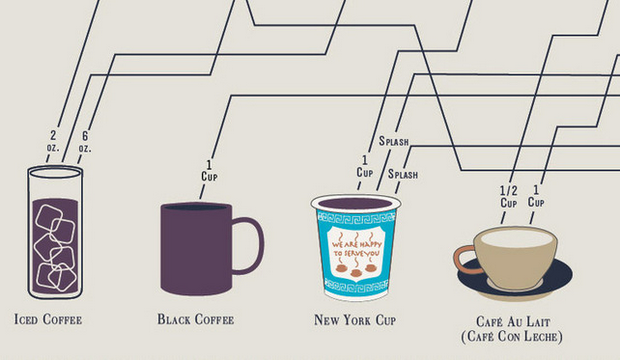 2
oz.
6
oz.
1
Cup
1
Cup
Splash
Splash
1/2
Cup
1
Cup
WE ARE HAPPY
TO SERVE YOU
Iced Coffee
Black Coffee
New York Cup
Café Au Lait
(Café Con Leche)